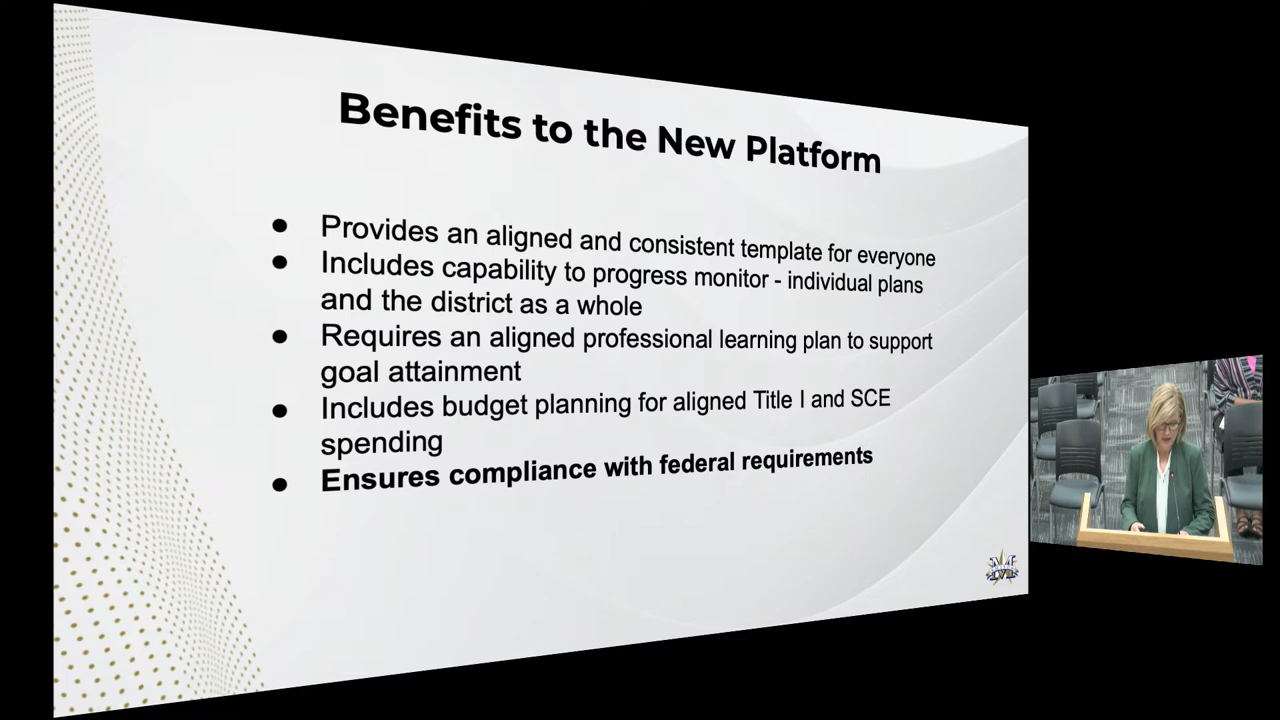 Benefits to the New Platform
● Provides an aligned and consistent template for everyone
● Includes capability to progress monitor - individual plans
and the district as a whole
● Requires an aligned professional learning plan to support
goal attainment
● Includes budget planning for aligned Title I and SCE
spending
● Ensures compliance with federal requirements